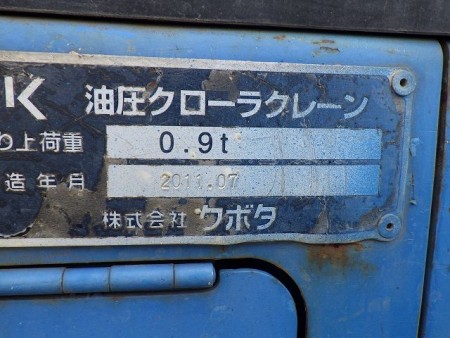 K 油圧クローラクレーン
り上荷重 0.9t
造年月 2011.07
株式会社 クボタ